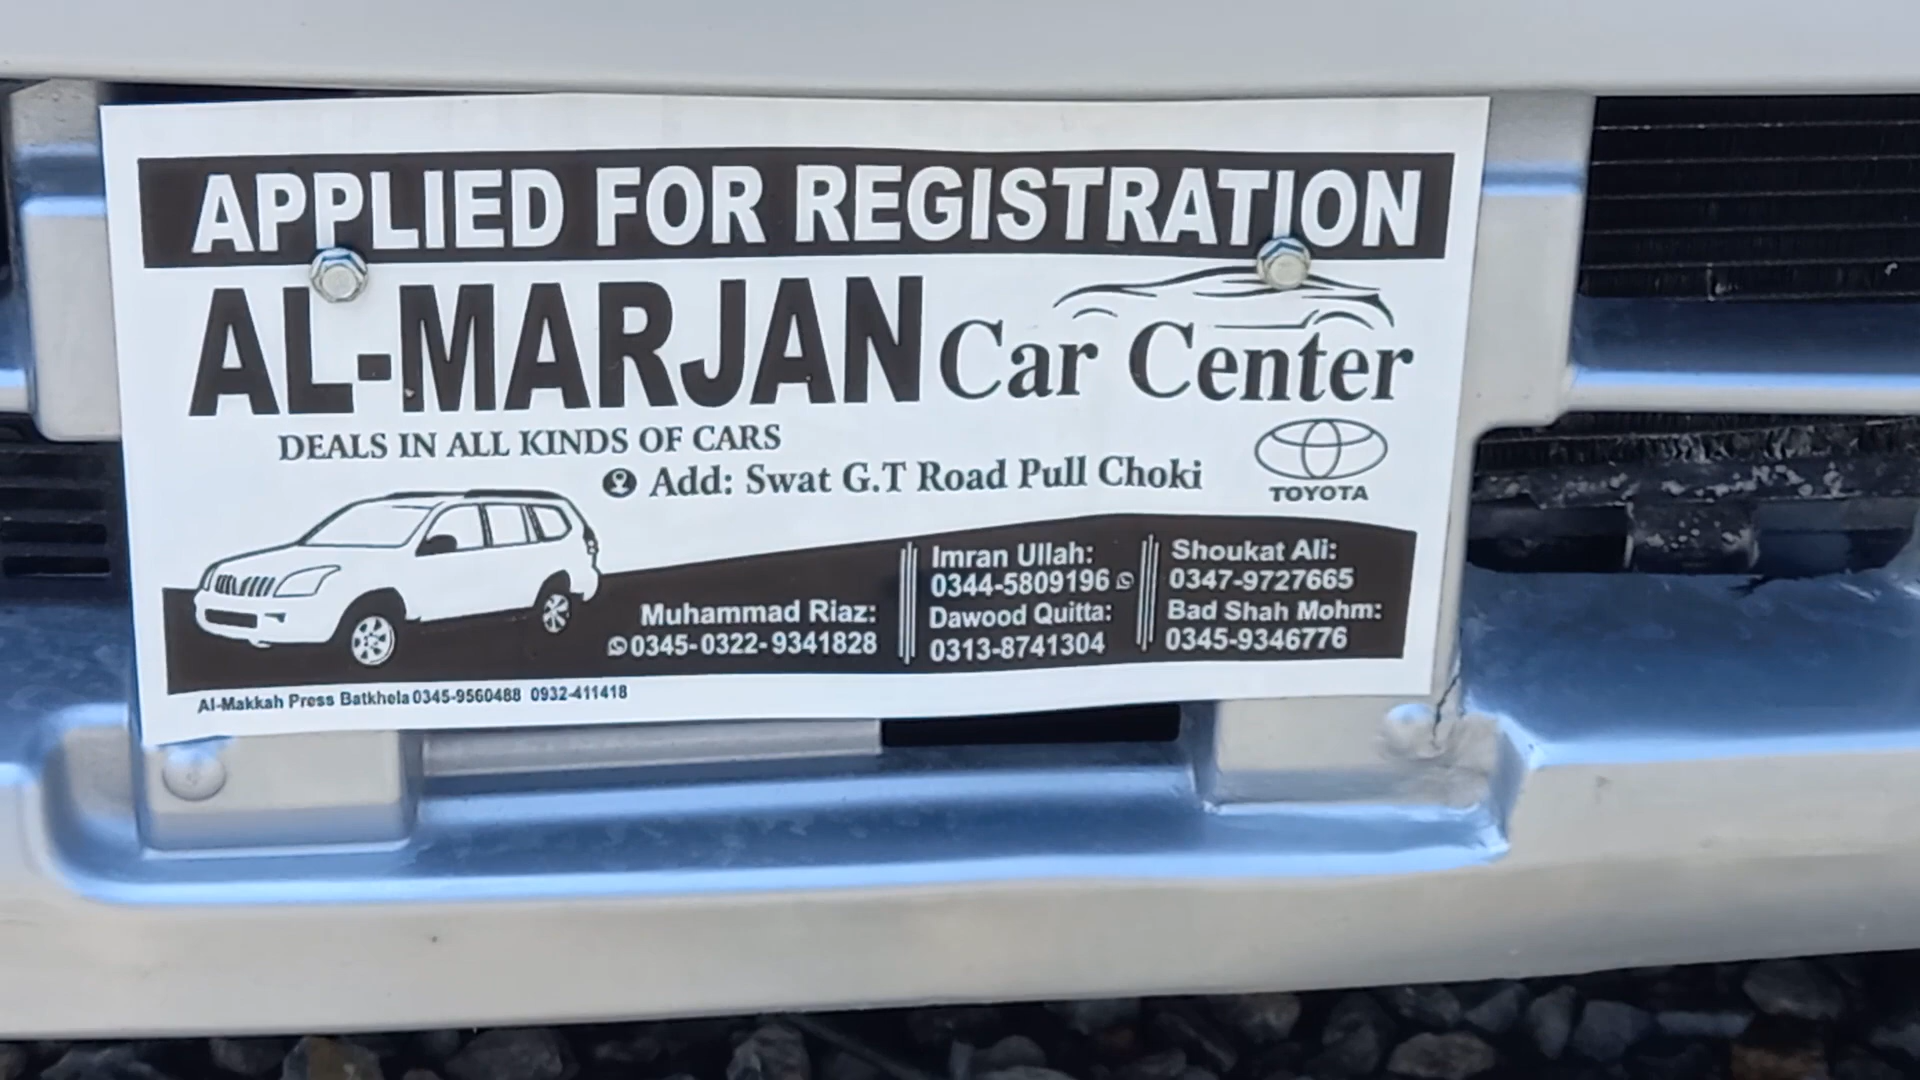 APPLIED FOR REGISTRATION
AL-MARJAN Car Center
DEALS IN ALL KINDS OF CARS
Add: Swat G.T Road Pull Choki
TOYOTA
Muhammad Riaz:
0345-0322-9341828
Imran Ullah:
0344-5809196
Dawood Quitta:
0313-8741304
Shoukat Ali:
0347-9727665
Bad Shah Mohm:
0345-9346776
Al-Makkah Press Batkhela 0345-9560488 0932-411418